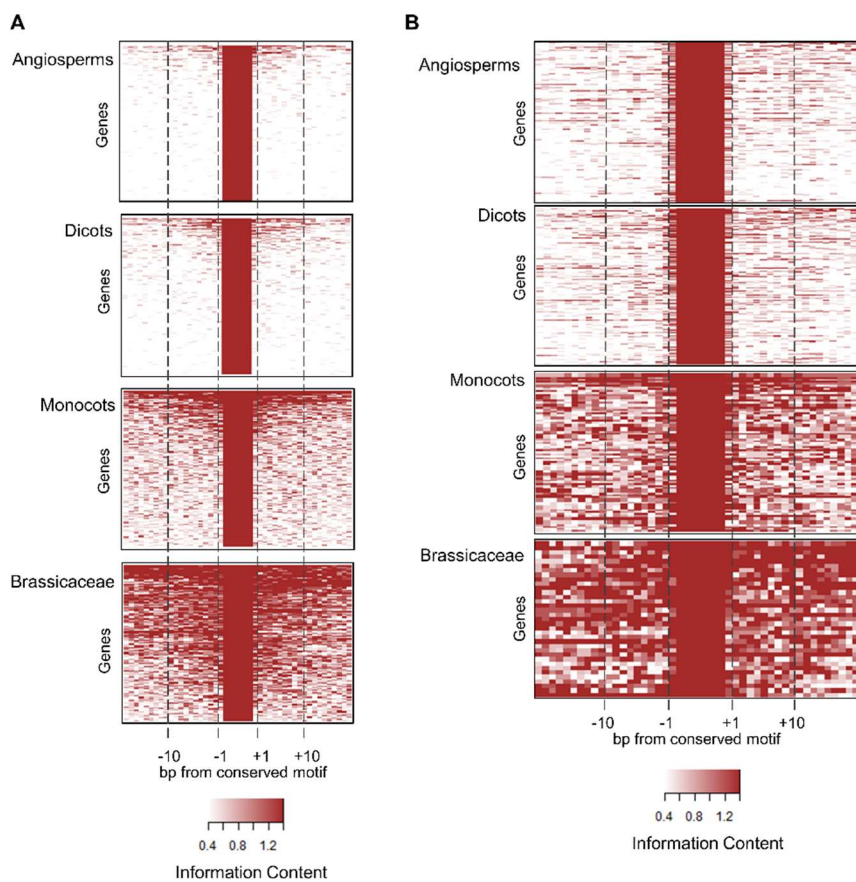 A
Angiosperms
Genes
Dicots
Genes
Monocots
Genes
Brassicaceae
Genes
-10 -1 +1 +10
bp from conserved motif
0.4 0.8 1.2
Information Content
B
Angiosperms
Genes
Dicots
Genes
Monocots
Genes
Brassicaceae
Genes
-10 -1 +1 +10
bp from conserved motif
0.4 0.8 1.2
Information Content